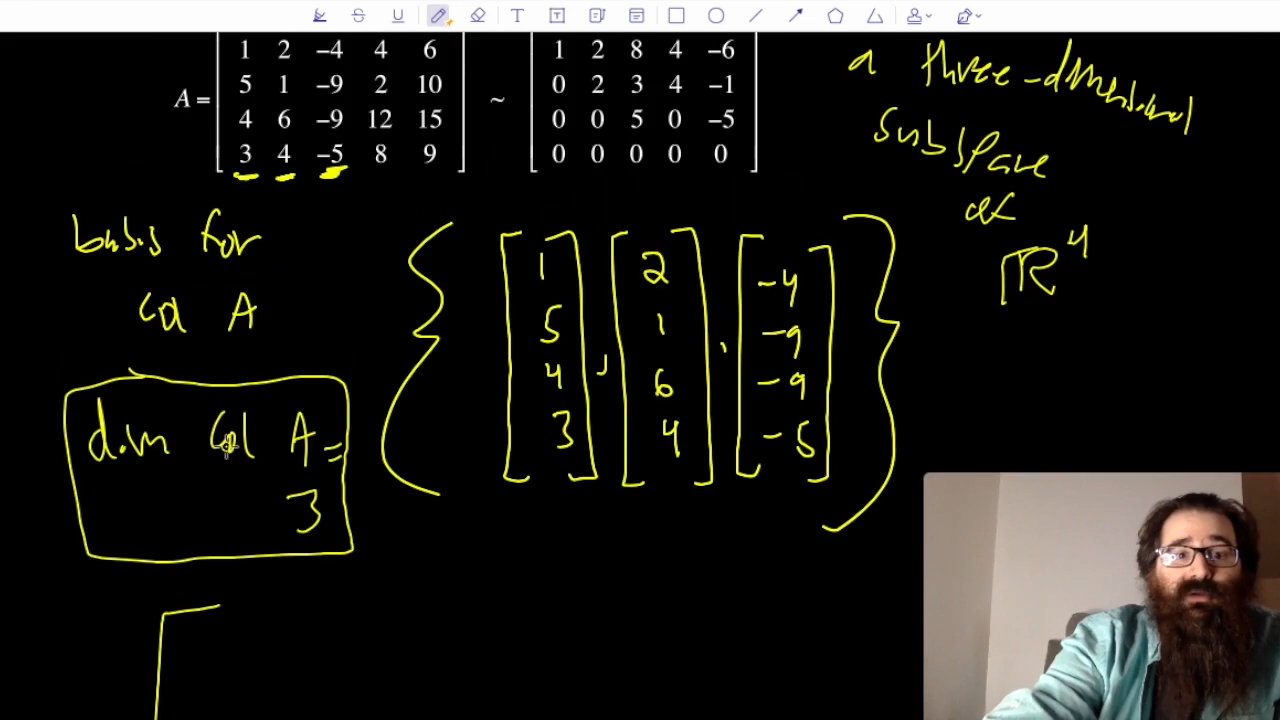 A = [1 2 −4 4 6 ~ [1 2 8 4 −6
5 1 −9 2 10 0 2 3 4 −1
4 6 −9 12 15 0 0 5 0 −5
3 4 −5 8 9] 0 0 0 0 0]
a three-dimensional
subspace
of
ℝ⁴
basis for
Col A
{ [1 5 4 3], [2 1 6 4], [-4 -9 -9 -5] }
dim Col A =
3